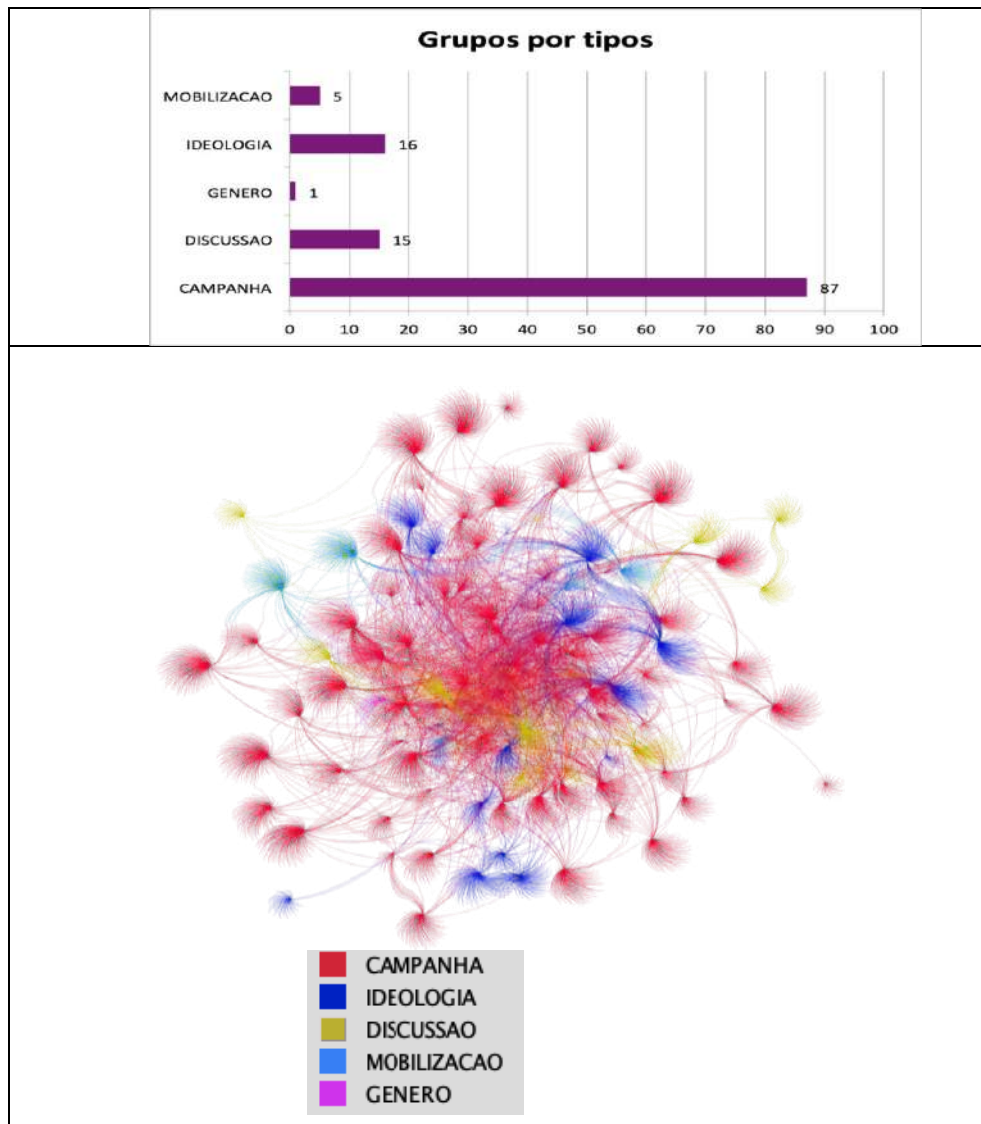 Grupos por tipos
MOBILIZACAO 5
IDEOLOGIA 16
GENERO 1
DISCUSSAO 15
CAMPANHA 87
0 10 20 30 40 50 60 70 80 90 100
CAMPANHA
IDEOLOGIA
DISCUSSAO
MOBILIZACAO
GENERO